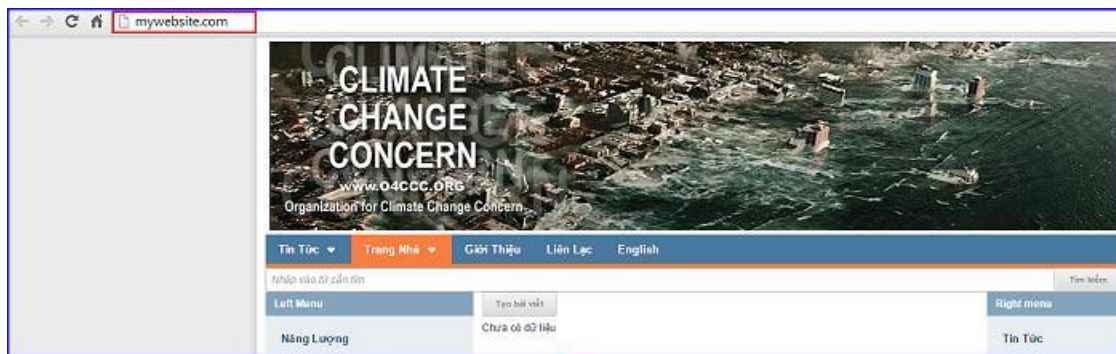 mywebsite.com
CLIMATE
CHANGE
CONCERN
WWW.O4CCC.ORG
Organization for Climate Change Concern
Tin Tức Trang Nhà Giới Thiệu Liên Lạc English
Nhập vào từ cần tìm Tìm kiếm
Left Menu Tạo bài viết Right menu
Năng Lượng Chưa có dữ liệu Tin Tức